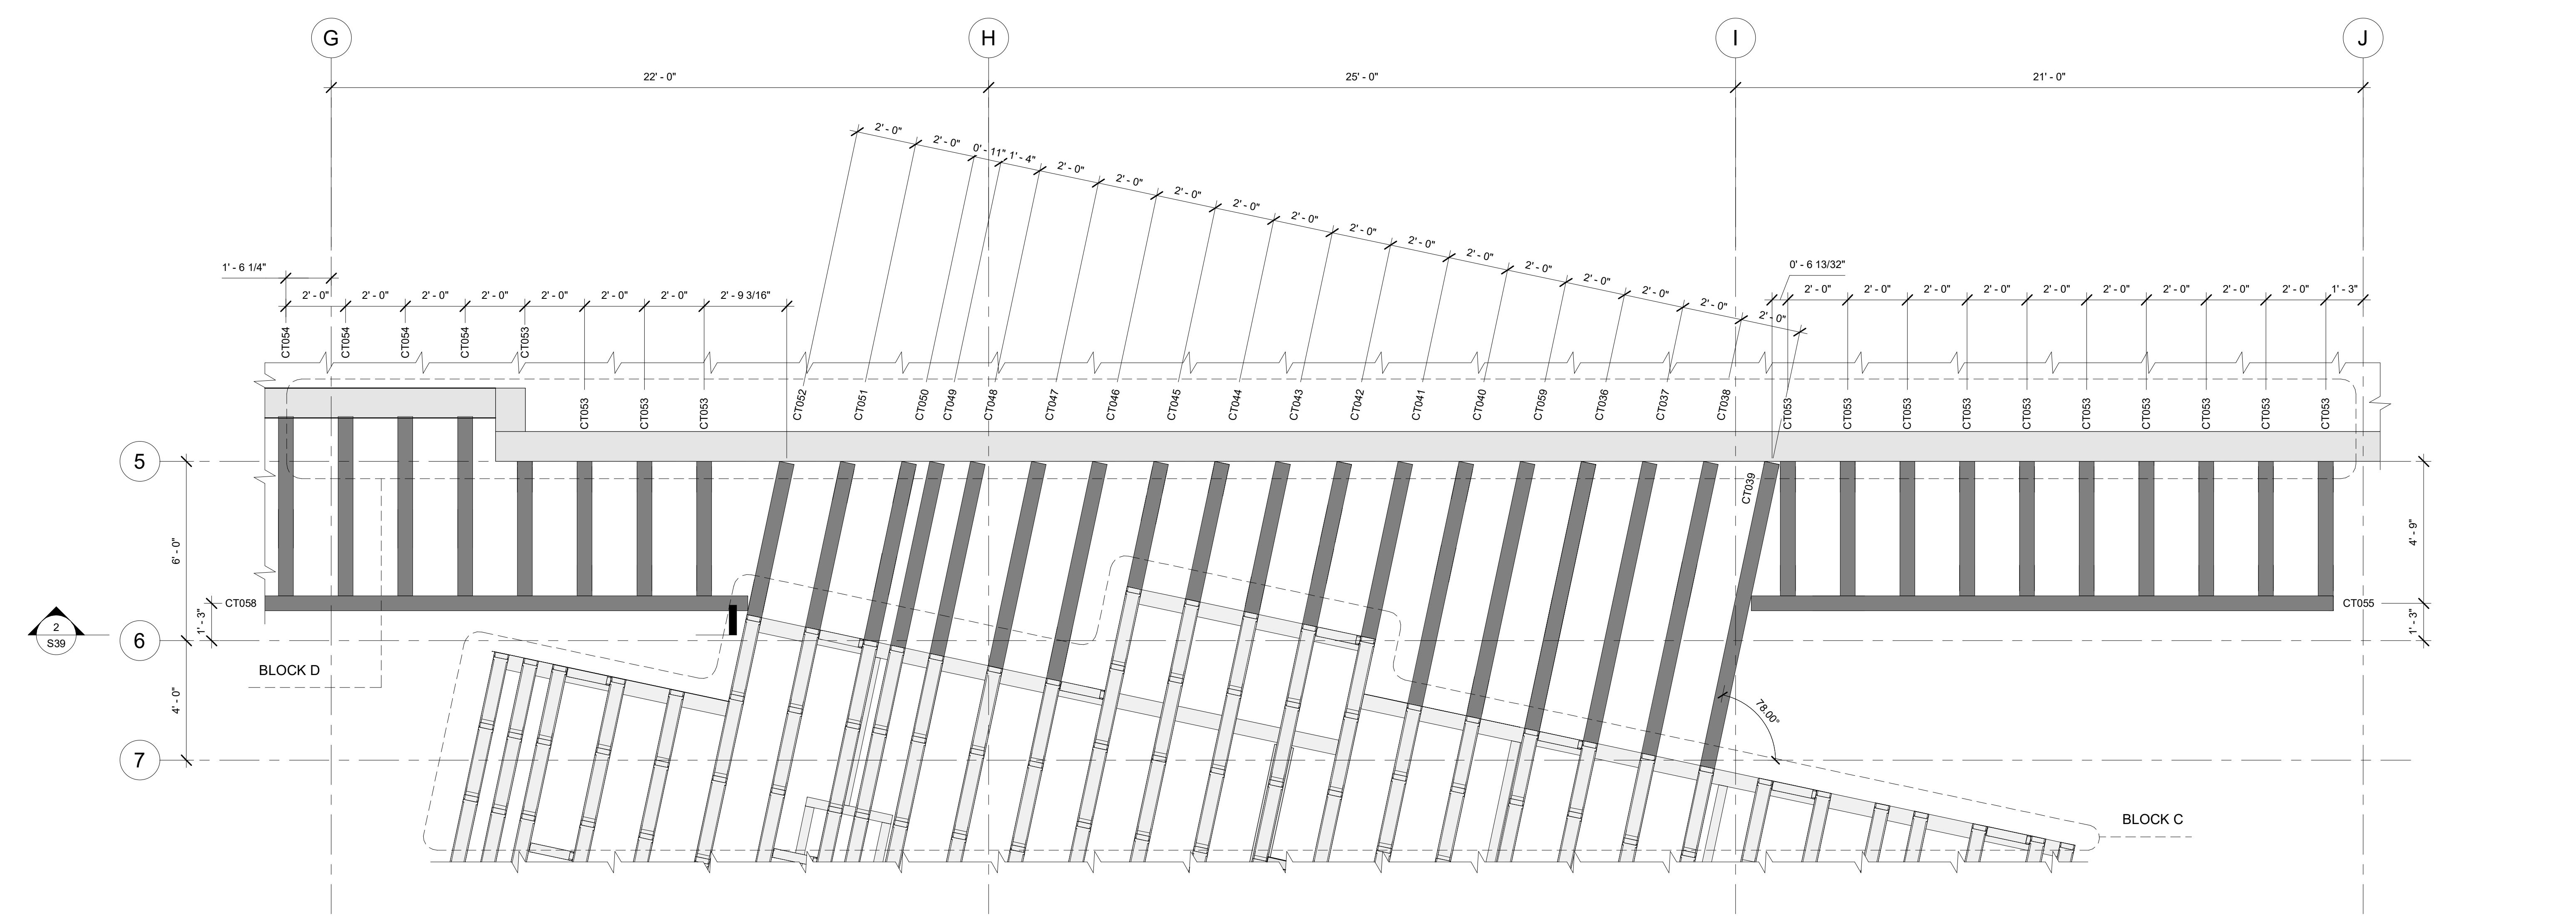 G
H
I
J
22' - 0"
25' - 0"
21' - 0"
2' - 0"
2' - 0"
0' - 11"
1' - 4"
2' - 0"
2' - 0"
2' - 0"
2' - 0"
2' - 0"
2' - 0"
2' - 0"
2' - 0"
2' - 0"
2' - 0"
2' - 0"
2' - 0"
2' - 0"
1' - 6 1/4"
2' - 0"
2' - 0"
2' - 0"
2' - 0"
2' - 0"
2' - 0"
2' - 0"
2' - 9 3/16"
0' - 6 13/32"
2' - 0"
2' - 0"
2' - 0"
2' - 0"
2' - 0"
2' - 0"
2' - 0"
2' - 0"
2' - 0"
1' - 3"
CT054
CT054
CT054
CT054
CT053
CT053
CT053
CT053
CT052
CT051
CT050
CT049
CT048
CT047
CT046
CT045
CT044
CT043
CT042
CT041
CT040
CT059
CT036
CT037
CT038
CT053
CT053
CT053
CT053
CT053
CT053
CT053
CT053
CT053
CT053
5
CT039
6' - 0"
4' - 9"
CT058
CT055
1' - 3"
1' - 3"
2
S39
6
BLOCK D
4' - 0"
78.00°
7
BLOCK C